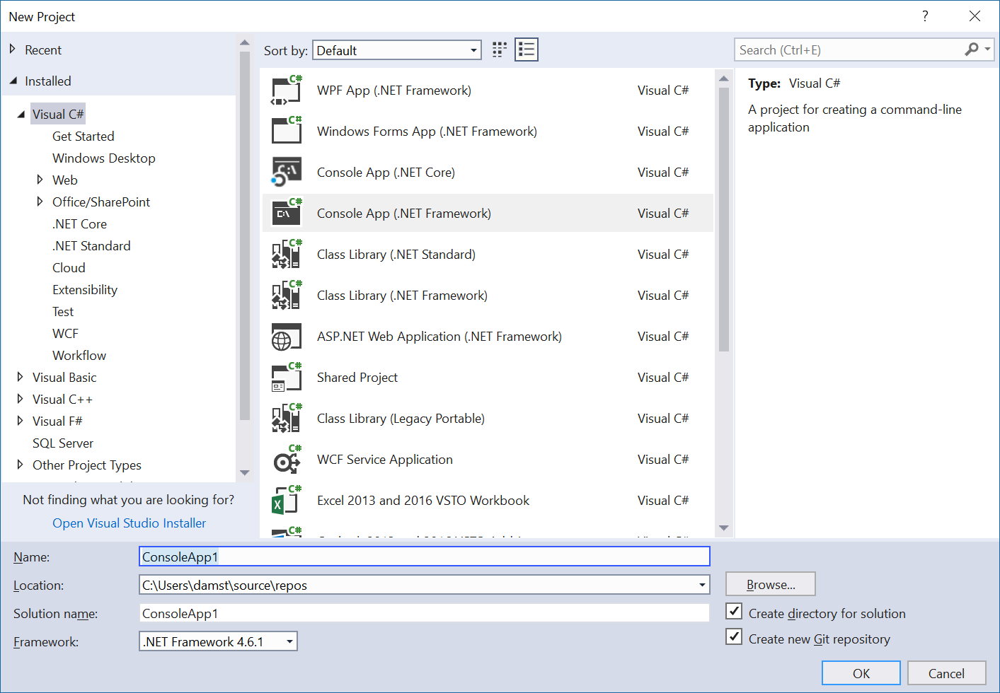 New Project
?
Recent
Installed
Visual C#
Get Started
Windows Desktop
Web
Office/SharePoint
.NET Core
.NET Standard
Cloud
Extensibility
Test
WCF
Workflow
Visual Basic
Visual C++
Visual F#
SQL Server
Other Project Types
Not finding what you are looking for?
Open Visual Studio Installer
Sort by: Default
Search (Ctrl+E)
C# WPF App (.NET Framework) Visual C#
C# Windows Forms App (.NET Framework) Visual C#
C:\ Console App (.NET Core) Visual C#
C# C:\ Console App (.NET Framework) Visual C#
C# Class Library (.NET Standard) Visual C#
C# Class Library (.NET Framework) Visual C#
ASP.NET Web Application (.NET Framework) Visual C#
C# Shared Project Visual C#
C# Class Library (Legacy Portable) Visual C#
C# WCF Service Application Visual C#
C# X Excel 2013 and 2016 VSTO Workbook Visual C#
C#
Type: Visual C#
A project for creating a command-line
application
Name: ConsoleApp1
Location: C:\Users\damst\source\repos
Browse...
Solution name: ConsoleApp1
Create directory for solution
Framework: .NET Framework 4.6.1
Create new Git repository
OK
Cancel